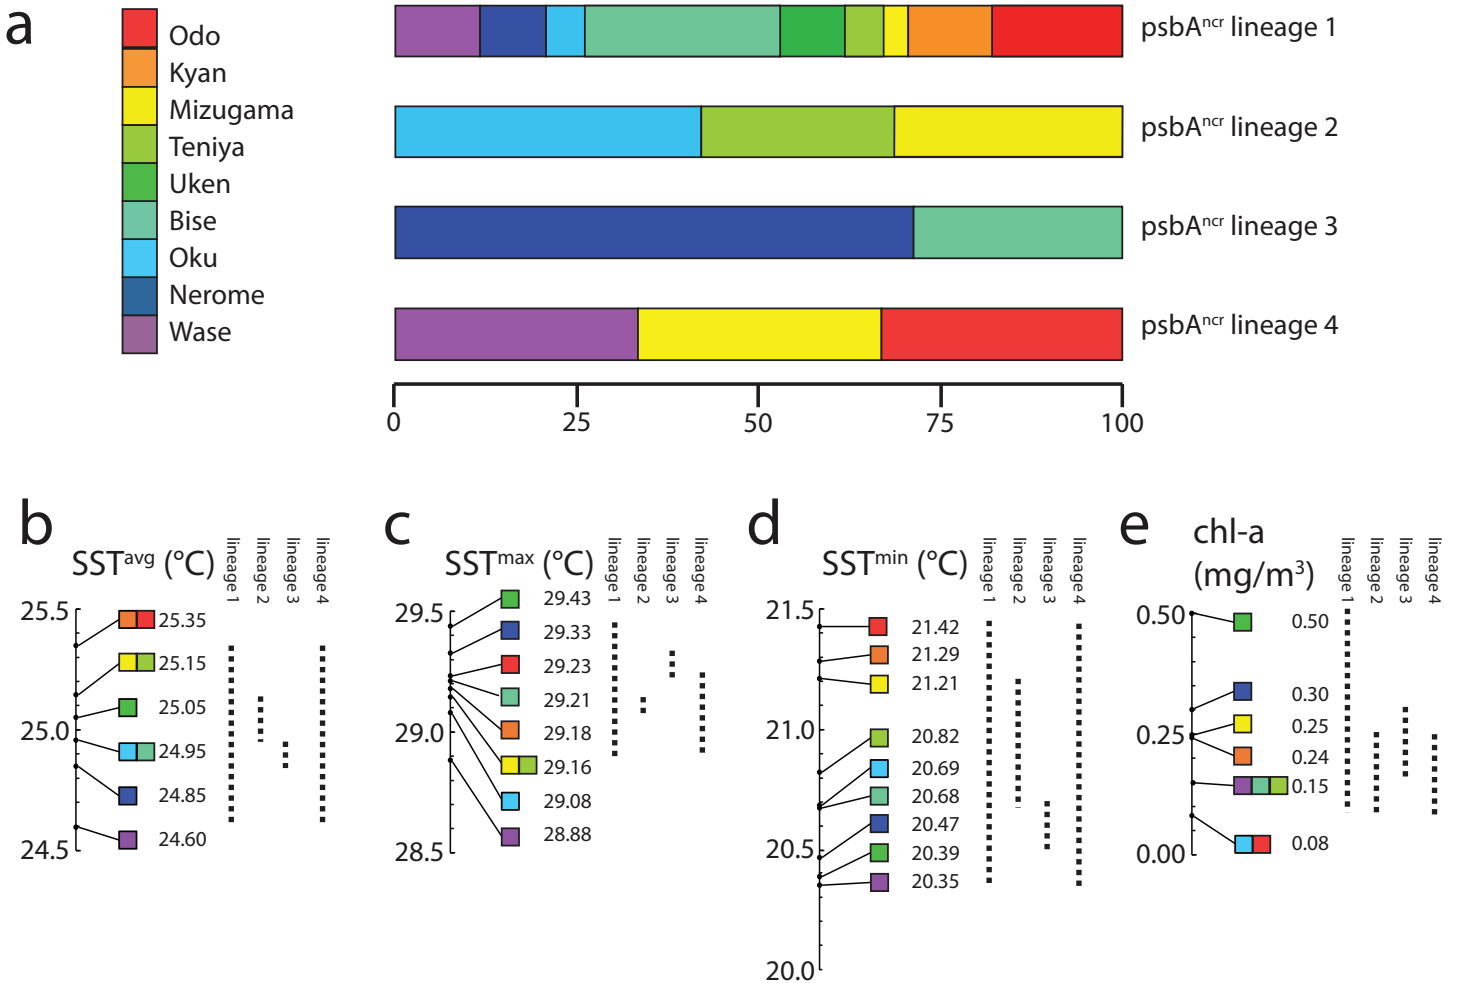 a
Odo
Kyan
Mizugama
Teniya
Uken
Bise
Oku
Nerome
Wase
psbAⁿᶜʳ lineage 1
psbAⁿᶜʳ lineage 2
psbAⁿᶜʳ lineage 3
psbAⁿᶜʳ lineage 4
0 25 50 75 100
b
SSTᵃᵛᵍ (°C)
lineage 1
lineage 2
lineage 3
lineage 4
25.5
25.0
24.5
25.35
25.15
25.05
24.95
24.85
24.60
c
SSTᵐᵃˣ (°C)
lineage 1
lineage 2
lineage 3
lineage 4
29.5
29.0
28.5
29.43
29.33
29.23
29.21
29.18
29.16
29.08
28.88
d
SSTᵐⁱⁿ (°C)
lineage 1
lineage 2
lineage 3
lineage 4
21.5
21.0
20.5
20.0
21.42
21.29
21.21
20.82
20.69
20.68
20.47
20.39
20.35
e
chl-a
(mg/m³)
lineage 1
lineage 2
lineage 3
lineage 4
0.50
0.25
0.00
0.50
0.30
0.25
0.24
0.15
0.08